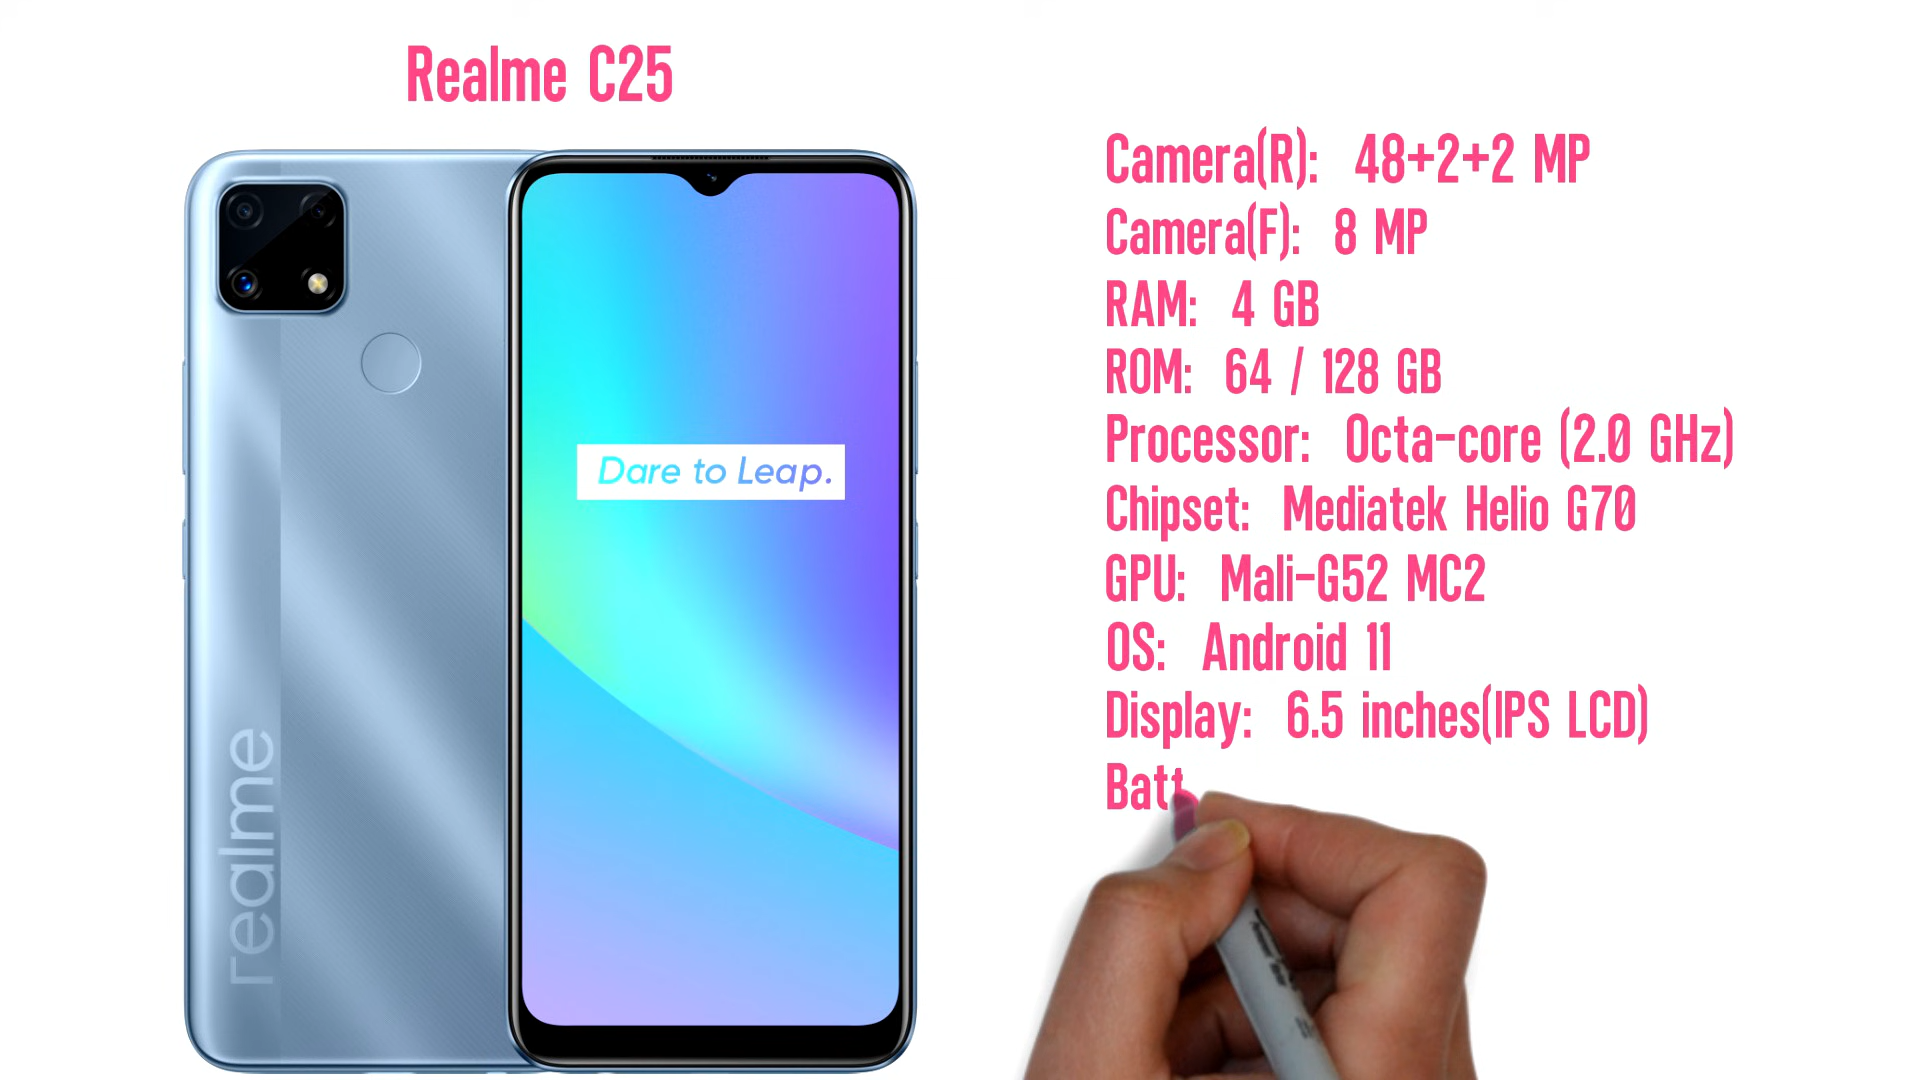 Realme C25
Camera(R): 48+2+2 MP
Camera(F): 8 MP
RAM: 4 GB
ROM: 64 / 128 GB
Processor: Octa-core (2.0 GHz)
Chipset: Mediatek Helio G70
GPU: Mali-G52 MC2
OS: Android 11
Display: 6.5 inches(IPS LCD)
Batt
Dare to Leap.
realme